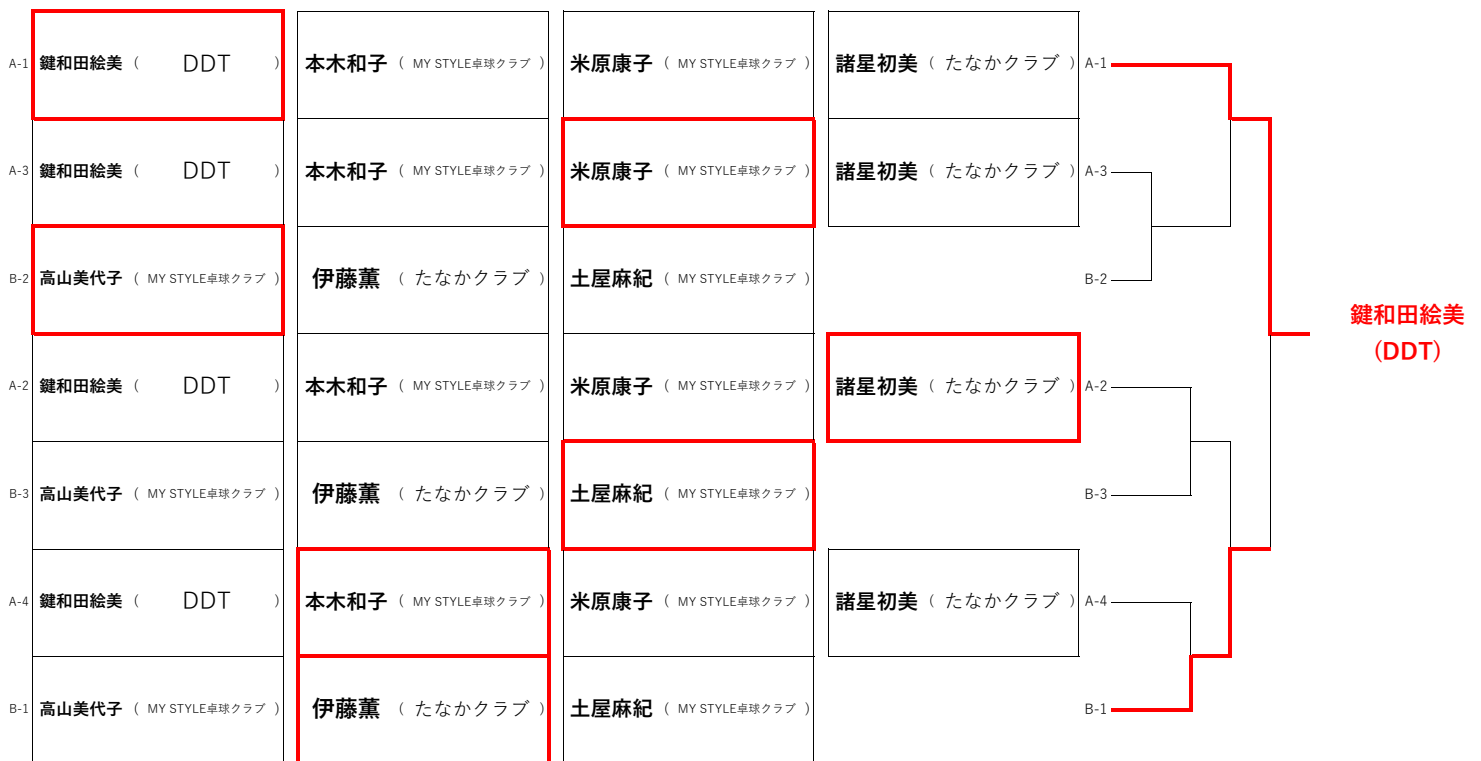 A-1 鍵和田絵美 ( DDT ) 本木和子 ( MY STYLE卓球クラブ ) 米原康子 ( MY STYLE卓球クラブ ) 諸星初美 ( たなかクラブ ) A-1
A-3 鍵和田絵美 ( DDT ) 本木和子 ( MY STYLE卓球クラブ ) 米原康子 ( MY STYLE卓球クラブ ) 諸星初美 ( たなかクラブ ) A-3
B-2 高山美代子 ( MY STYLE卓球クラブ ) 伊藤薫 ( たなかクラブ ) 土屋麻紀 ( MY STYLE卓球クラブ ) B-2
鍵和田絵美
(DDT)
A-2 鍵和田絵美 ( DDT ) 本木和子 ( MY STYLE卓球クラブ ) 米原康子 ( MY STYLE卓球クラブ ) 諸星初美 ( たなかクラブ ) A-2
B-3 高山美代子 ( MY STYLE卓球クラブ ) 伊藤薫 ( たなかクラブ ) 土屋麻紀 ( MY STYLE卓球クラブ ) B-3
A-4 鍵和田絵美 ( DDT ) 本木和子 ( MY STYLE卓球クラブ ) 米原康子 ( MY STYLE卓球クラブ ) 諸星初美 ( たなかクラブ ) A-4
B-1 高山美代子 ( MY STYLE卓球クラブ ) 伊藤薫 ( たなかクラブ ) 土屋麻紀 ( MY STYLE卓球クラブ ) B-1